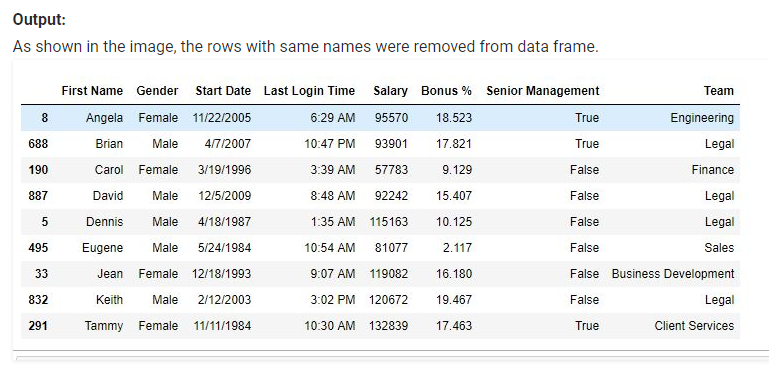 Output:
As shown in the image, the rows with same names were removed from data frame.
First Name Gender Start Date Last Login Time Salary Bonus % Senior Management Team
8 Angela Female 11/22/2005 6:29 AM 95570 18.523 True Engineering
688 Brian Male 4/7/2007 10:47 PM 93901 17.821 True Legal
190 Carol Female 3/19/1996 3:39 AM 57783 9.129 False Finance
887 David Male 12/5/2009 8:48 AM 92242 15.407 False Legal
5 Dennis Male 4/18/1987 1:35 AM 115163 10.125 False Legal
495 Eugene Male 5/24/1984 10:54 AM 81077 2.117 False Sales
33 Jean Female 12/18/1993 9:07 AM 119082 16.180 False Business Development
832 Keith Male 2/12/2003 3:02 PM 120672 19.467 False Legal
291 Tammy Female 11/11/1984 10:30 AM 132839 17.463 True Client Services